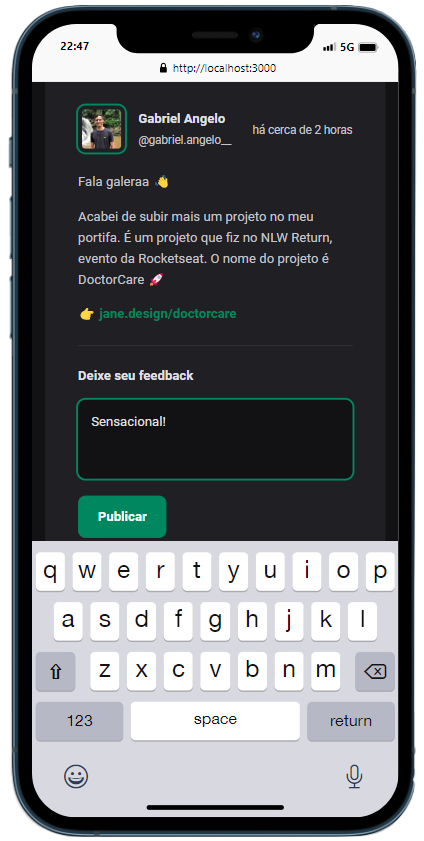 22:47
5G
http://localhost:3000
Gabriel Angelo
@gabriel.angelo__
há cerca de 2 horas
Fala galeraa 👋
Acabei de subir mais um projeto no meu
portifa. É um projeto que fiz no NLW Return,
evento da Rocketseat. O nome do projeto é
DoctorCare 🚀
👉 jane.design/doctorcare
Deixe seu feedback
Sensacional!
Publicar
q w e r t y u i o p
a s d f g h j k l
z x c v b n m
123 space return